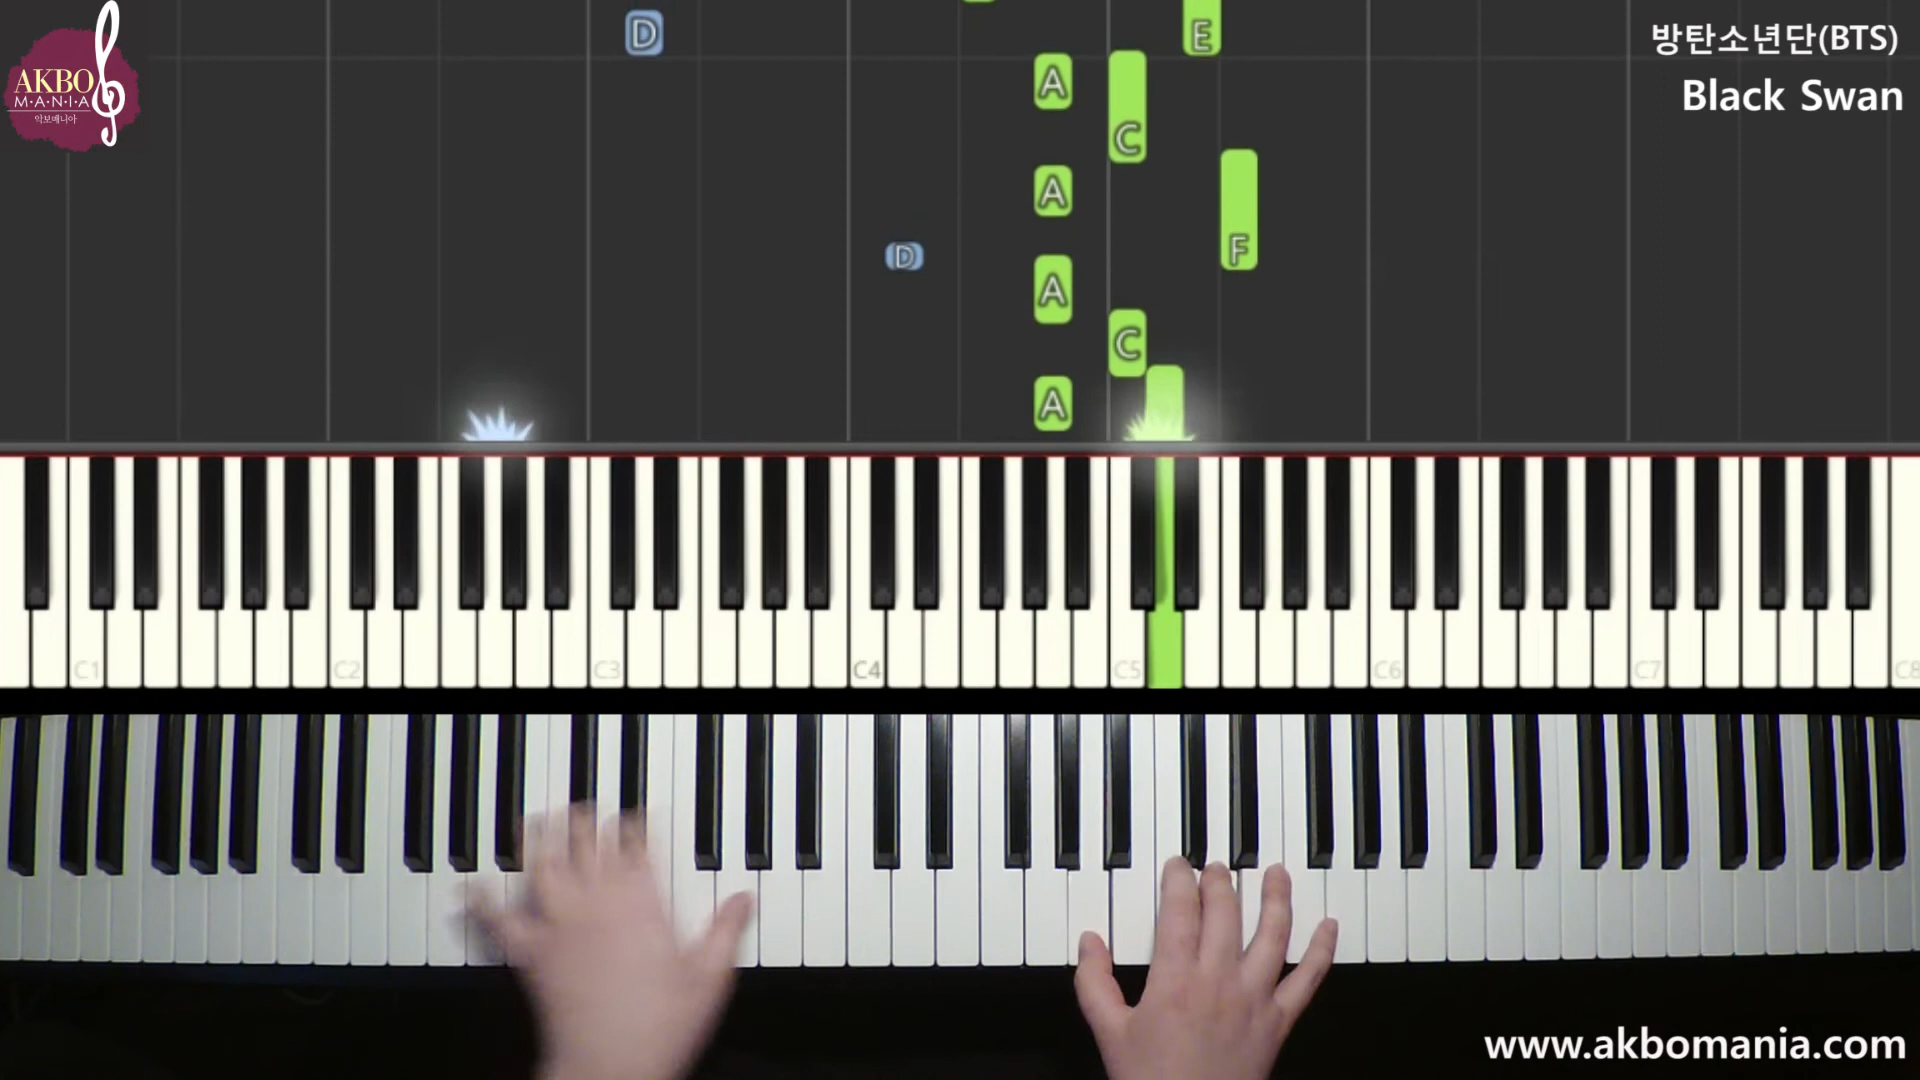 AKBO
M·A·N·I·A
악보매니아
방탄소년단(BTS)
Black Swan
D
E
A
C
A
F
D
A
C
A
C1
C2
C3
C4
C5
C6
C7
C8
www.akbomania.com